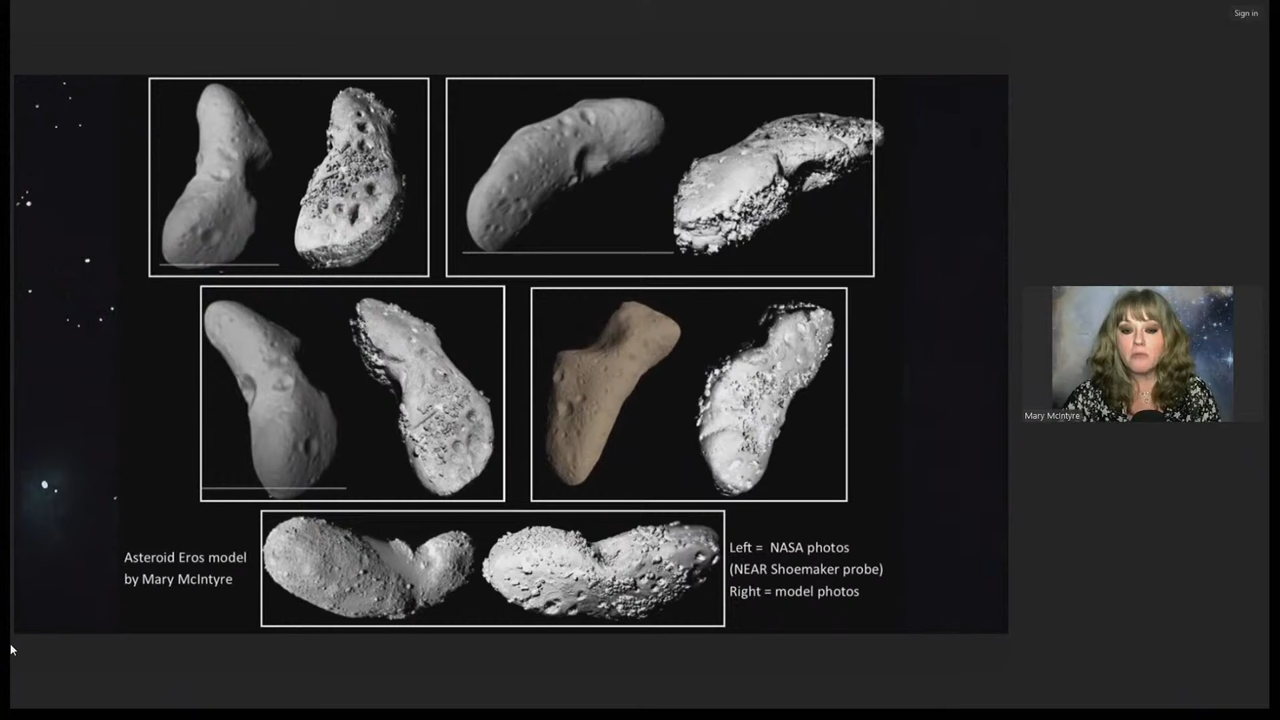 Sign in
Mary McIntyre
Asteroid Eros model
by Mary McIntyre
Left = NASA photos
(NEAR Shoemaker probe)
Right = model photos